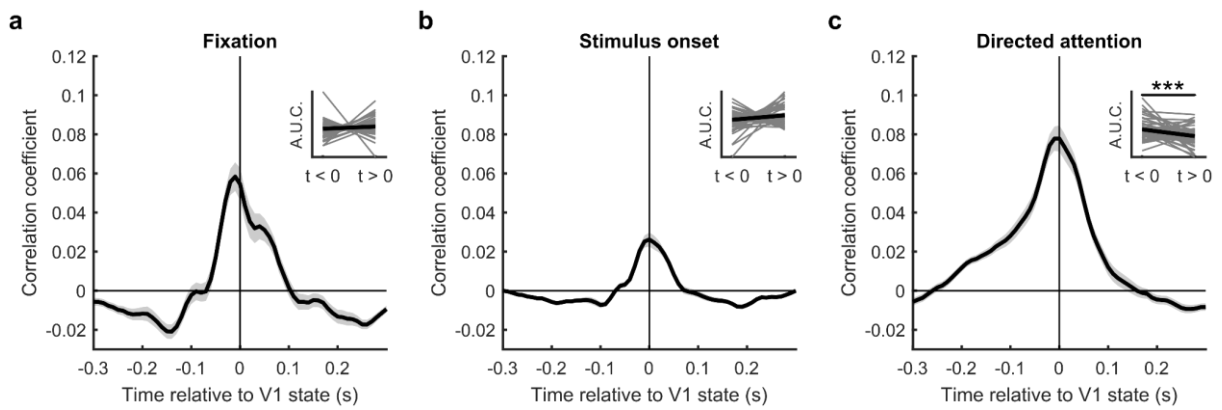 a
Fixation
Correlation coefficient
0.12
0.1
0.08
0.06
0.04
0.02
0
-0.02
-0.3 -0.2 -0.1 0 0.1 0.2
Time relative to V1 state (s)
A.U.C.
t < 0 t > 0
b
Stimulus onset
Correlation coefficient
0.12
0.1
0.08
0.06
0.04
0.02
0
-0.02
-0.3 -0.2 -0.1 0 0.1 0.2
Time relative to V1 state (s)
A.U.C.
t < 0 t > 0
c
Directed attention
Correlation coefficient
0.12
0.1
0.08
0.06
0.04
0.02
0
-0.02
-0.3 -0.2 -0.1 0 0.1 0.2
Time relative to V1 state (s)
***
A.U.C.
t < 0 t > 0